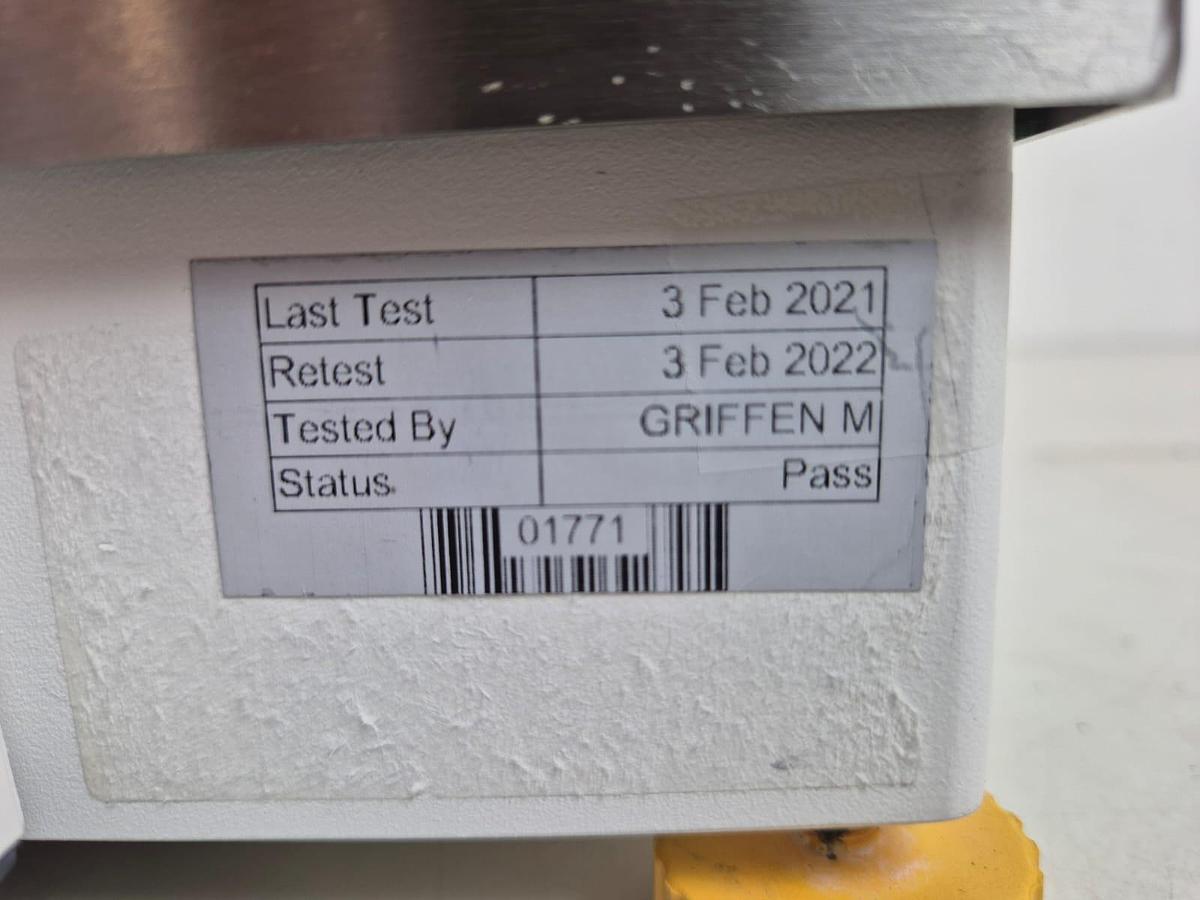 Last Test 3 Feb 2021
Retest 3 Feb 2022
Tested By GRIFFEN M
Status Pass
01771